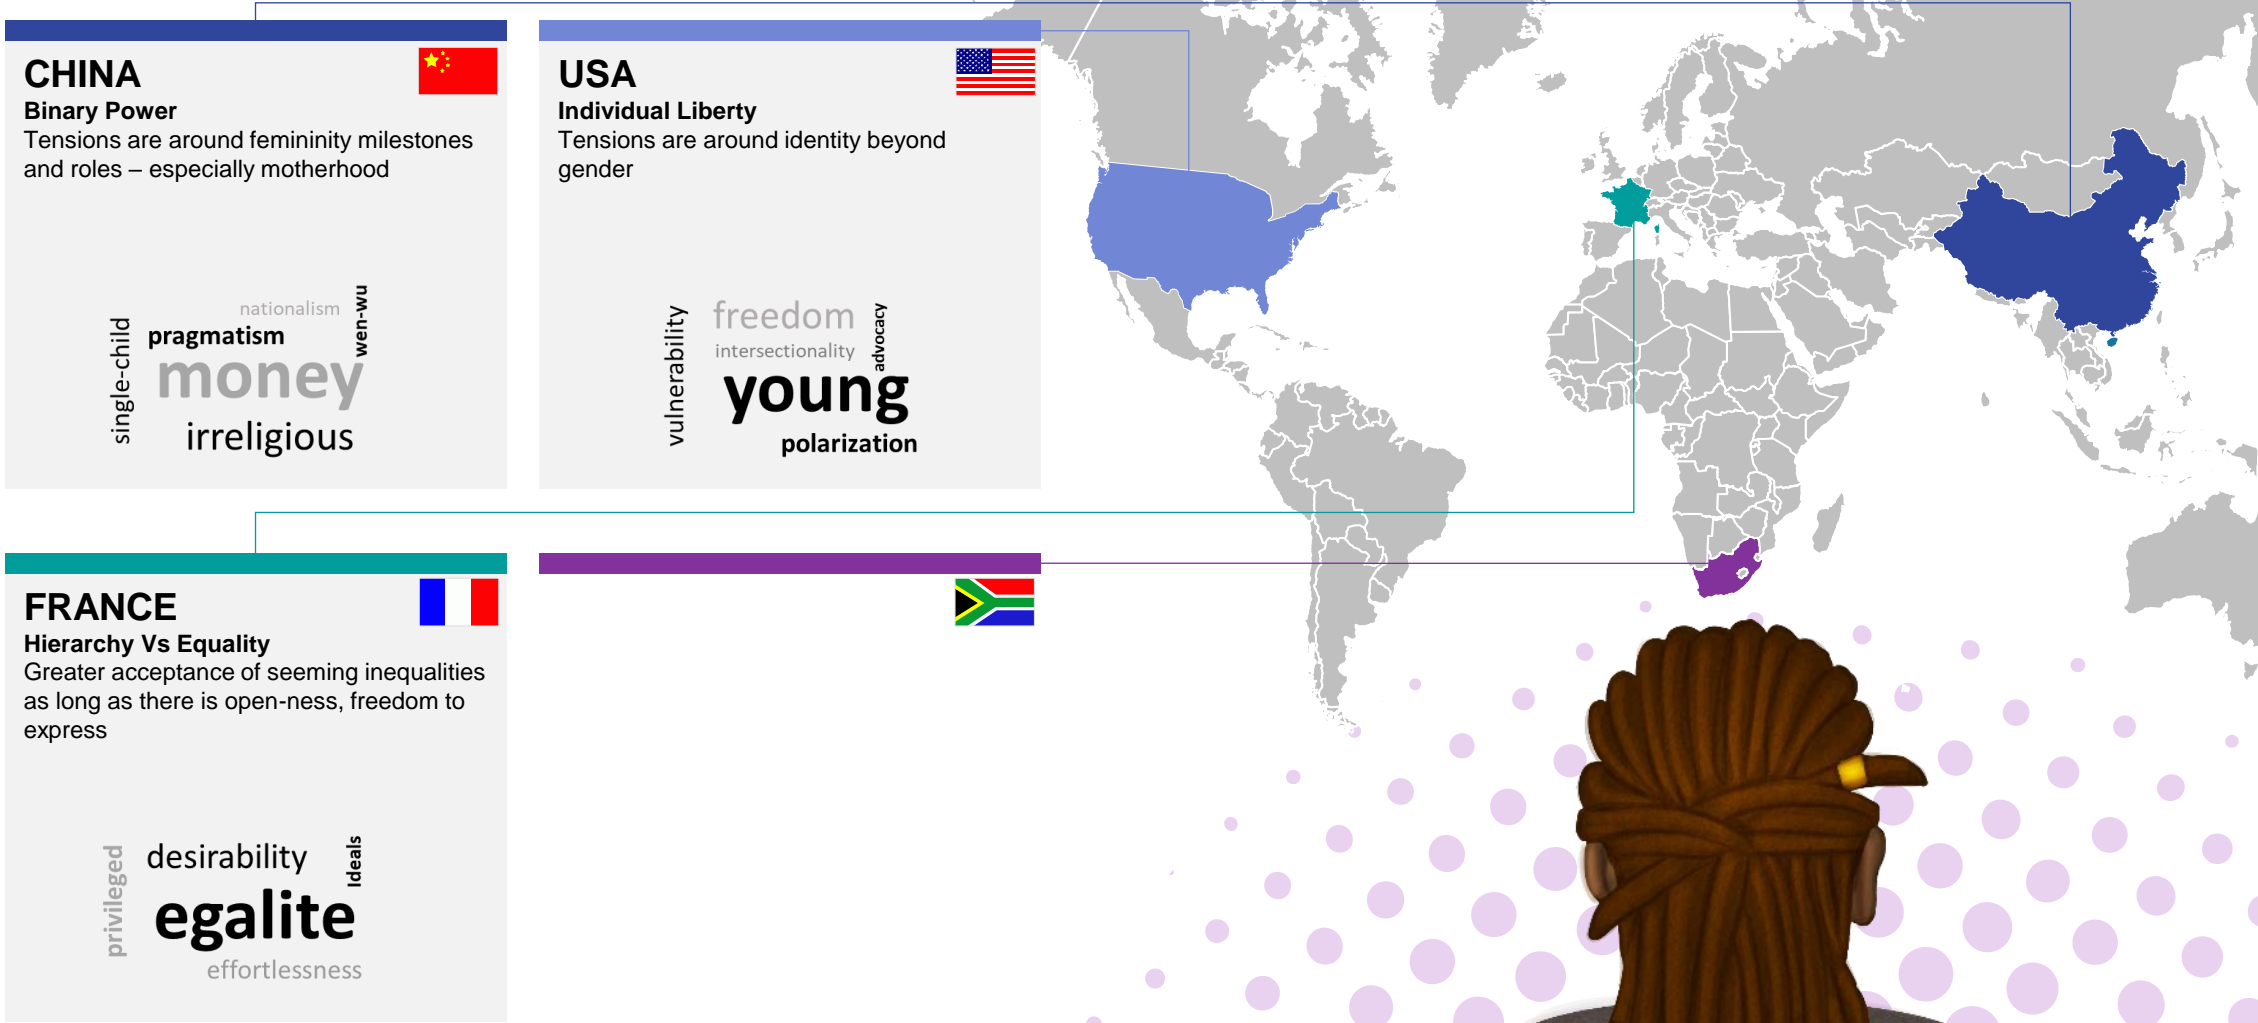 CHINA
Binary Power
Tensions are around femininity milestones
and roles – especially motherhood
nationalism
pragmatism
wen-wu
single-child
money
irreligious
USA
Individual Liberty
Tensions are around identity beyond
gender
vulnerability
freedom
advocacy
intersectionality
young
polarization
FRANCE
Hierarchy Vs Equality
Greater acceptance of seeming inequalities
as long as there is open-ness, freedom to
express
privileged
desirability
Ideals
egalite
effortlessness